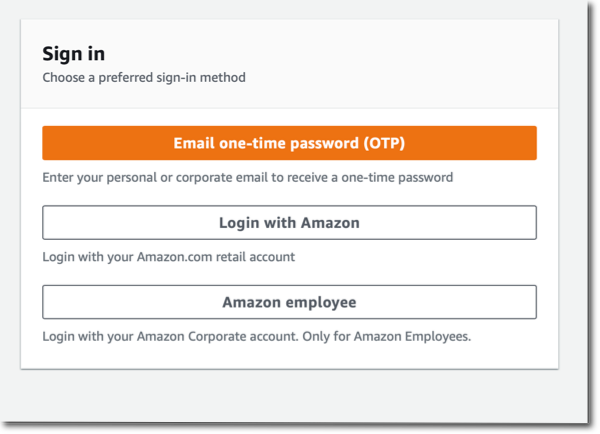 Sign in
Choose a preferred sign-in method
Email one-time password (OTP)
Enter your personal or corporate email to receive a one-time password
Login with Amazon
Login with your Amazon.com retail account
Amazon employee
Login with your Amazon Corporate account. Only for Amazon Employees.